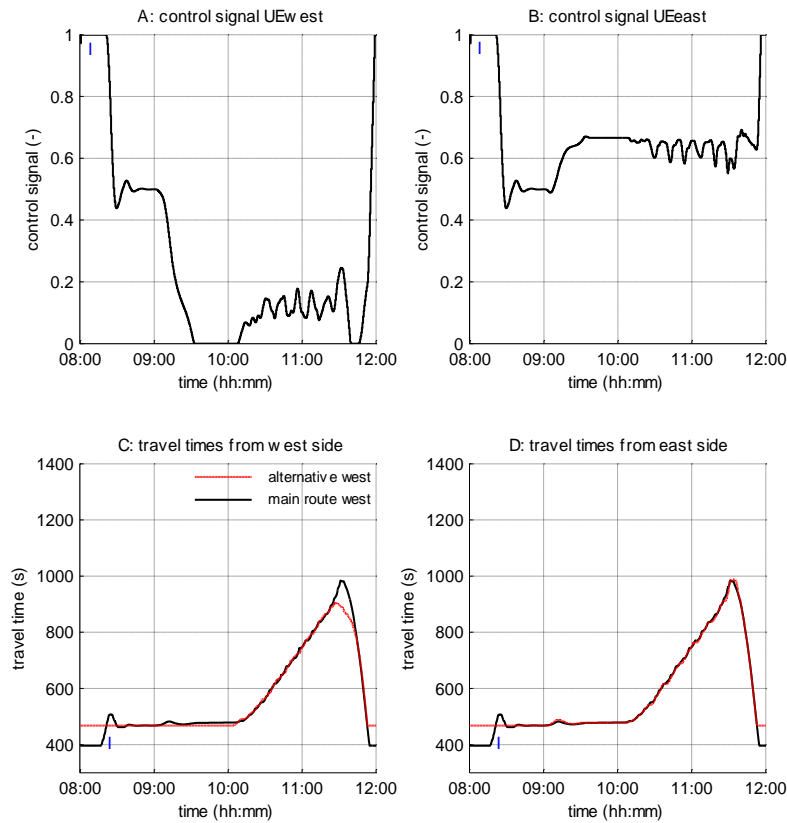 A: control signal UEwest
B: control signal UEeast
control signal (-)
1
0.8
0.6
0.4
0.2
0
08:00 09:00 10:00 11:00 12:00
time (hh:mm)
control signal (-)
1
0.8
0.6
0.4
0.2
0
08:00 09:00 10:00 11:00 12:00
time (hh:mm)
C: travel times from west side
D: travel times from east side
travel time (s)
1400
1200
1000
800
600
400
alternative west
main route west
08:00 09:00 10:00 11:00 12:00
time (hh:mm)
travel time (s)
1400
1200
1000
800
600
400
08:00 09:00 10:00 11:00 12:00
time (hh:mm)